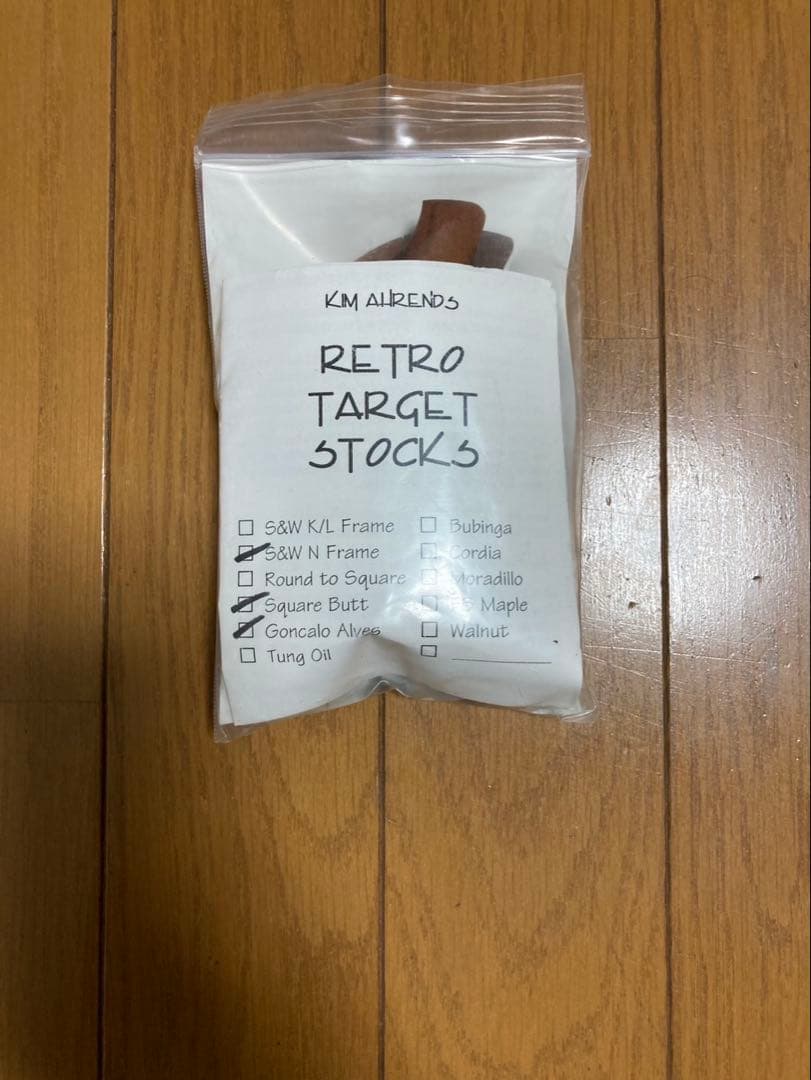 KIM AHRENDS
RETRO
TARGET
STOCKS
S&W K/L Frame
S&W N Frame
Round to Square
Square Butt
Goncalo Alves
Tung Oil
Bubinga
Cordia
Moradillo
Maple
Walnut